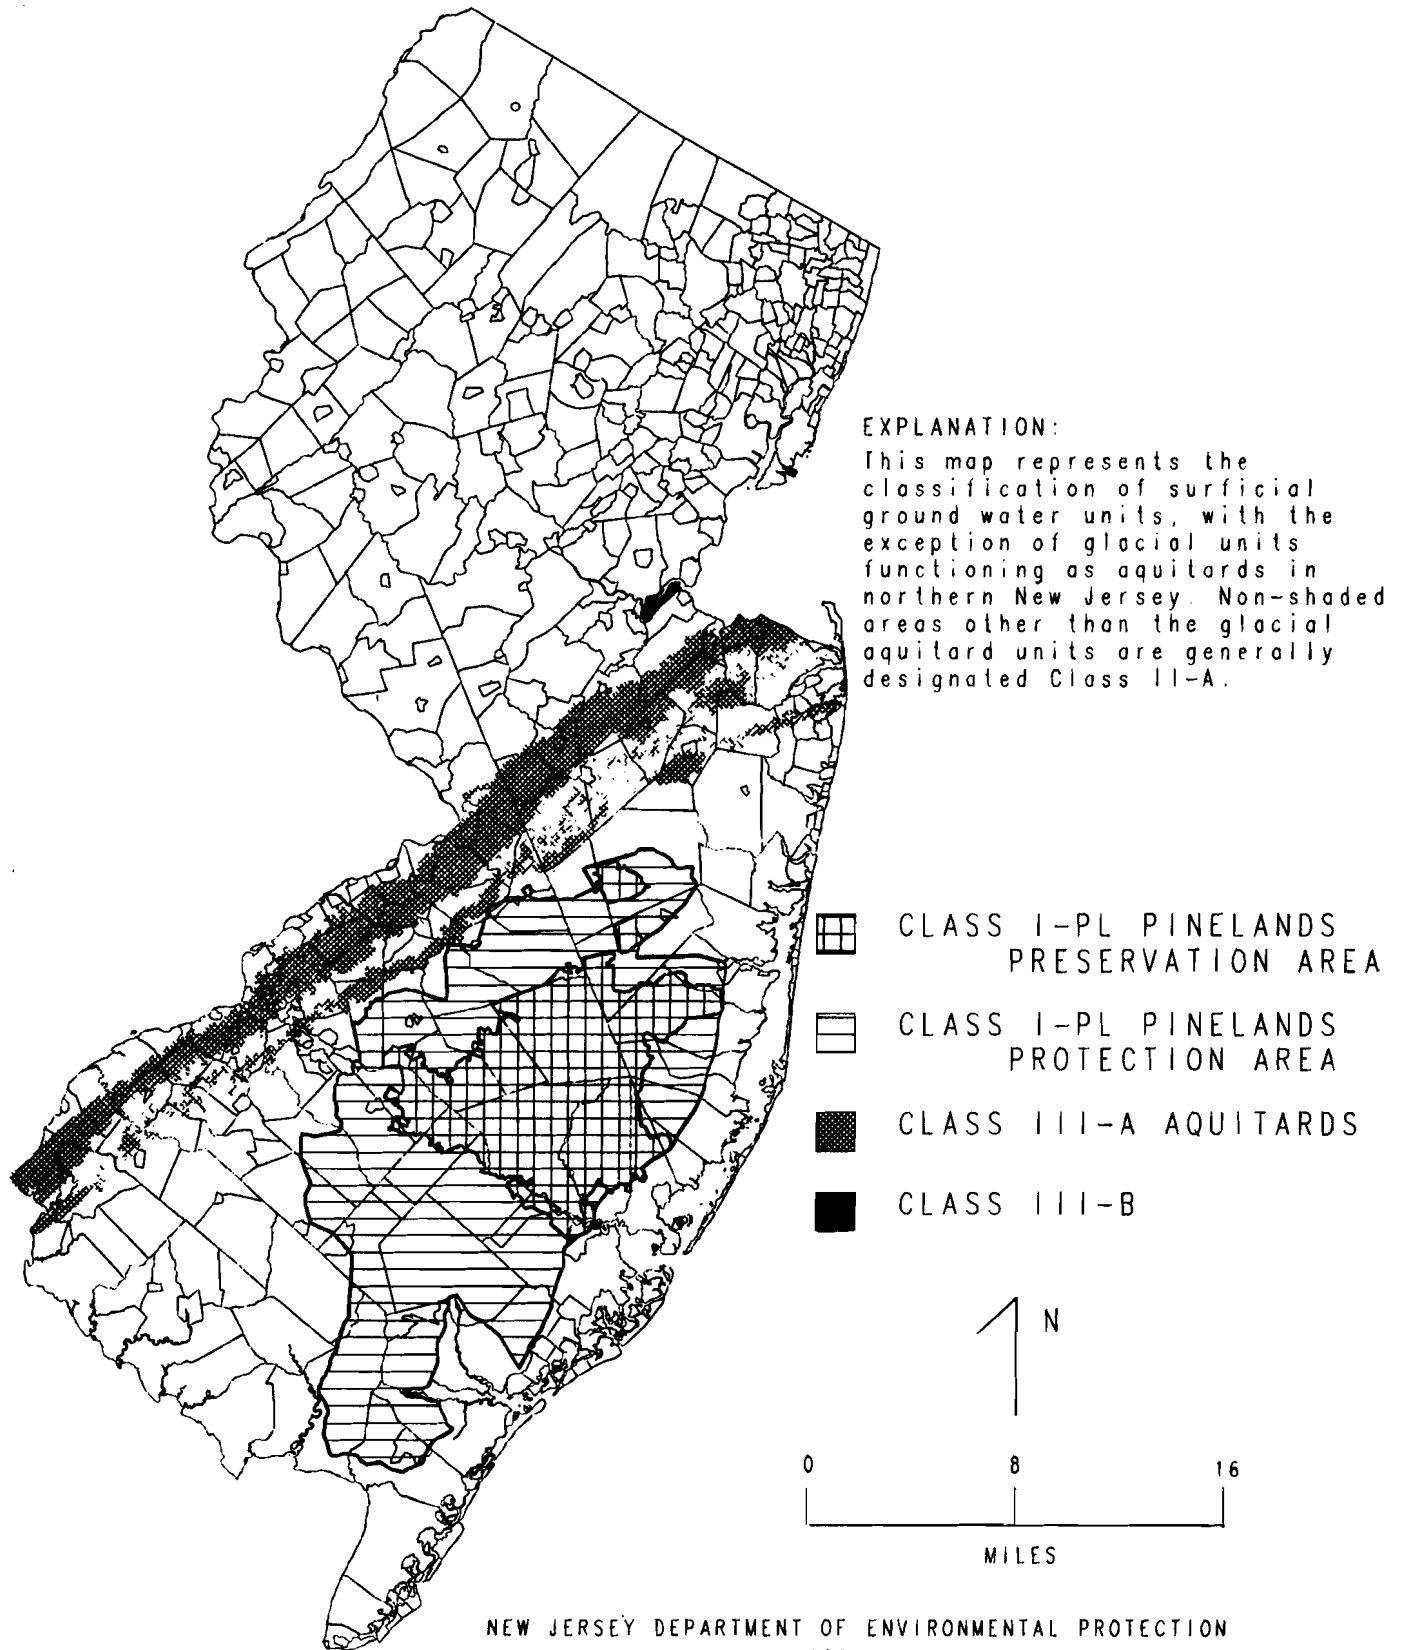 EXPLANATION:
This map represents the
classification of surficial
ground water units, with the
exception of glacial units
functioning as aquitards in
northern New Jersey. Non-shaded
areas other than the glacial
aquitard units are generally
designated Class II-A.
CLASS I-PL PINELANDS
PRESERVATION AREA
CLASS I-PL PINELANDS
PROTECTION AREA
CLASS III-A AQUITARDS
CLASS III-B
N
0 8 16
MILES
NEW JERSEY DEPARTMENT OF ENVIRONMENTAL PROTECTION